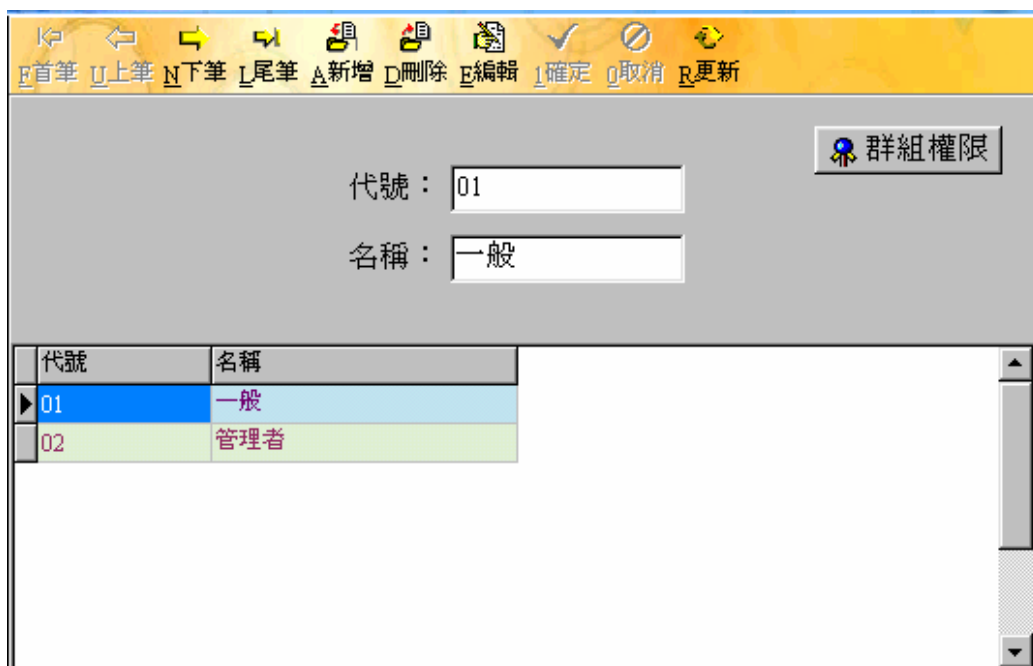 F首筆 U上筆 N下筆 L尾筆 A新增 D刪除 E編輯 1確定 0取消 R更新
群組權限
代號： 01
名稱： 一般
代號 名稱
01 一般
02 管理者